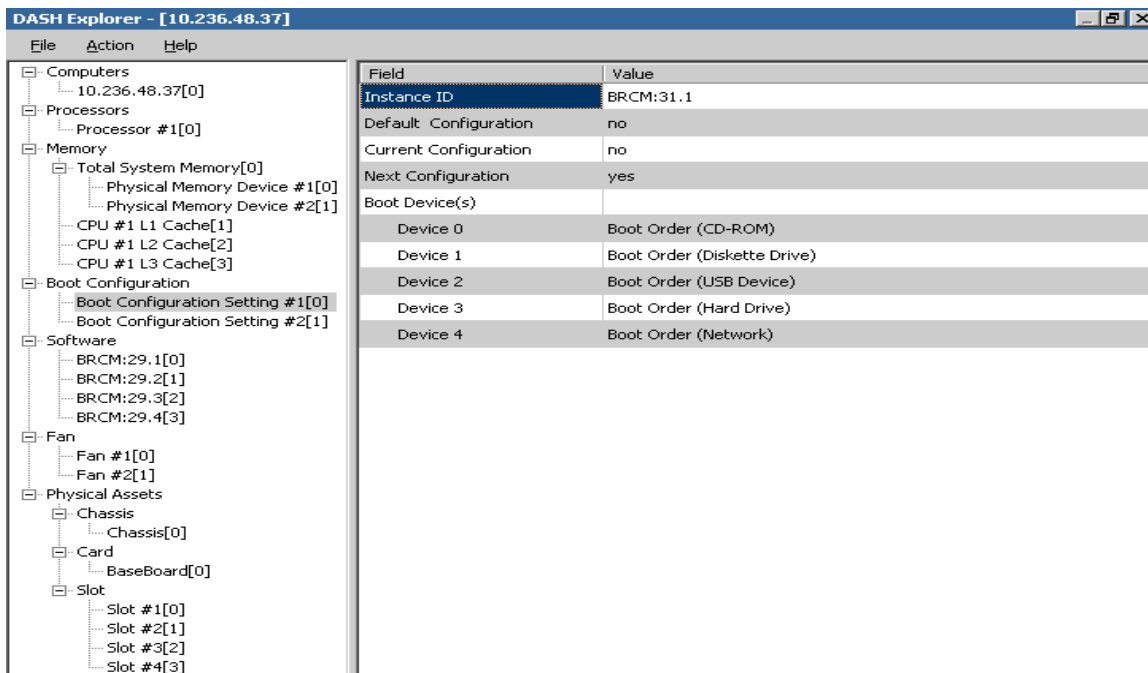 DASH Explorer - [10.236.48.37]
File Action Help
Computers
10.236.48.37[0]
Processors
Processor #1[0]
Memory
Total System Memory[0]
Physical Memory Device #1[0]
Physical Memory Device #2[1]
CPU #1 L1 Cache[1]
CPU #1 L2 Cache[2]
CPU #1 L3 Cache[3]
Boot Configuration
Boot Configuration Setting #1[0]
Boot Configuration Setting #2[1]
Software
BRCM:29.1[0]
BRCM:29.2[1]
BRCM:29.3[2]
BRCM:29.4[3]
Fan
Fan #1[0]
Fan #2[1]
Physical Assets
Chassis
Chassis[0]
Card
BaseBoard[0]
Slot
Slot #1[0]
Slot #2[1]
Slot #3[2]
Slot #4[3]
Field Value
Instance ID BRCM:31.1
Default Configuration no
Current Configuration no
Next Configuration yes
Boot Device(s)
Device 0 Boot Order (CD-ROM)
Device 1 Boot Order (Diskette Drive)
Device 2 Boot Order (USB Device)
Device 3 Boot Order (Hard Drive)
Device 4 Boot Order (Network)